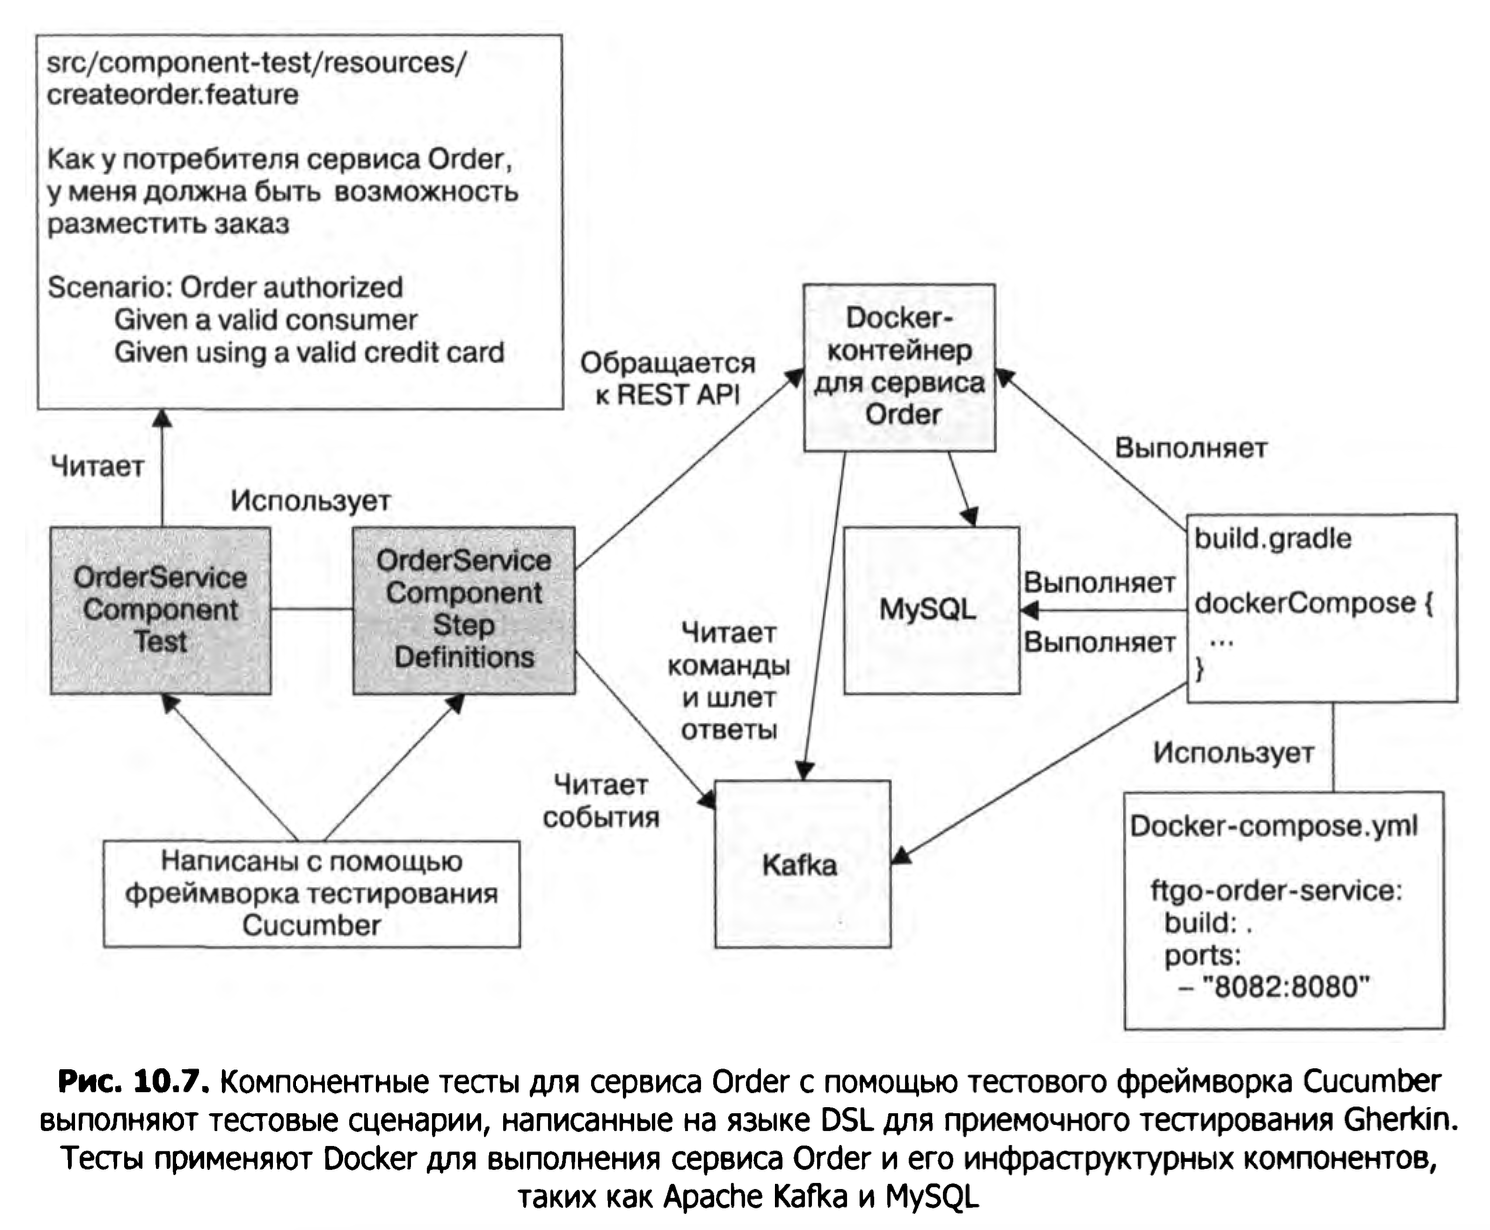 src/component-test/resources/
createorder.feature
Как у потребителя сервиса Order,
у меня должна быть возможность
разместить заказ
Scenario: Order authorized
Given a valid consumer
Given using a valid credit card
Читает
Использует
OrderService
Component
Test
OrderService
Component
Step
Definitions
Написаны с помощью
фреймворка тестирования
Cucumber
Обращается
к REST API
Docker-
контейнер
для сервиса
Order
Выполняет
MySQL
Выполняет
Выполняет
build.gradle
dockerCompose {
...
}
Читает
команды
и шлет
ответы
Читает
события
Kafka
Использует
Docker-compose.yml
ftgo-order-service:
build: .
ports:
– "8082:8080"
Рис. 10.7. Компонентные тесты для сервиса Order с помощью тестового фреймворка Cucumber
выполняют тестовые сценарии, написанные на языке DSL для приемочного тестирования Gherkin.
Тесты применяют Docker для выполнения сервиса Order и его инфраструктурных компонентов,
таких как Apache Kafka и MySQL